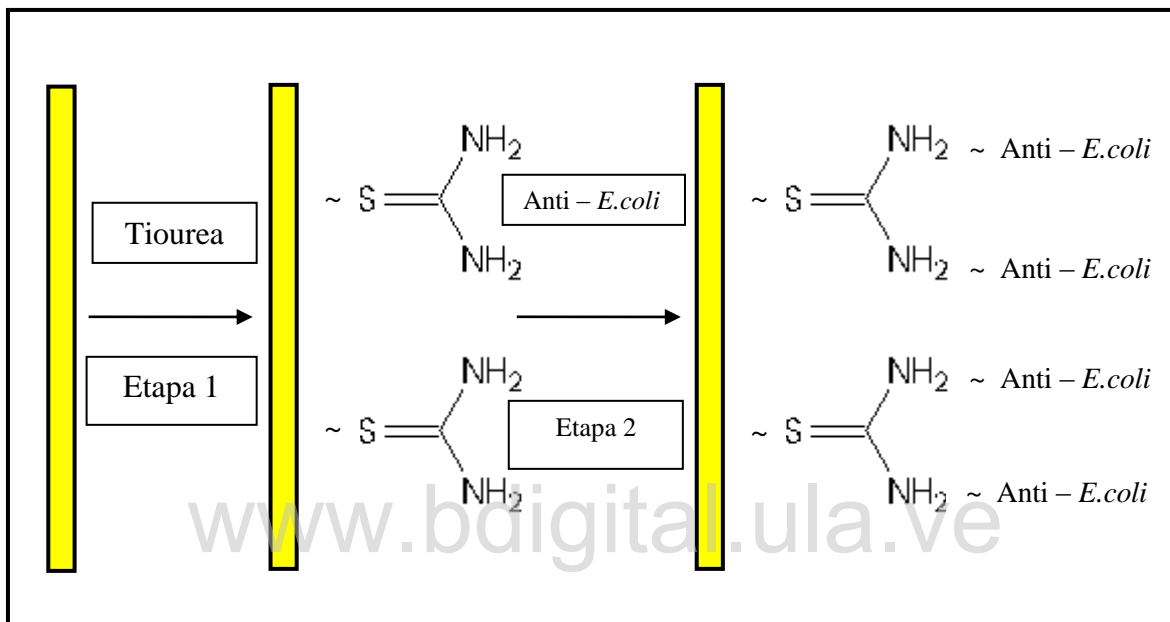 Tiourea
Etapa 1
~ S NH₂
NH₂
~ S NH₂
NH₂
Anti – E.coli
Etapa 2
~ S NH₂ ~ Anti – E.coli
NH₂ ~ Anti – E.coli
~ S NH₂ ~ Anti – E.coli
NH₂ ~ Anti – E.coli
www.bdigital.ula.ve